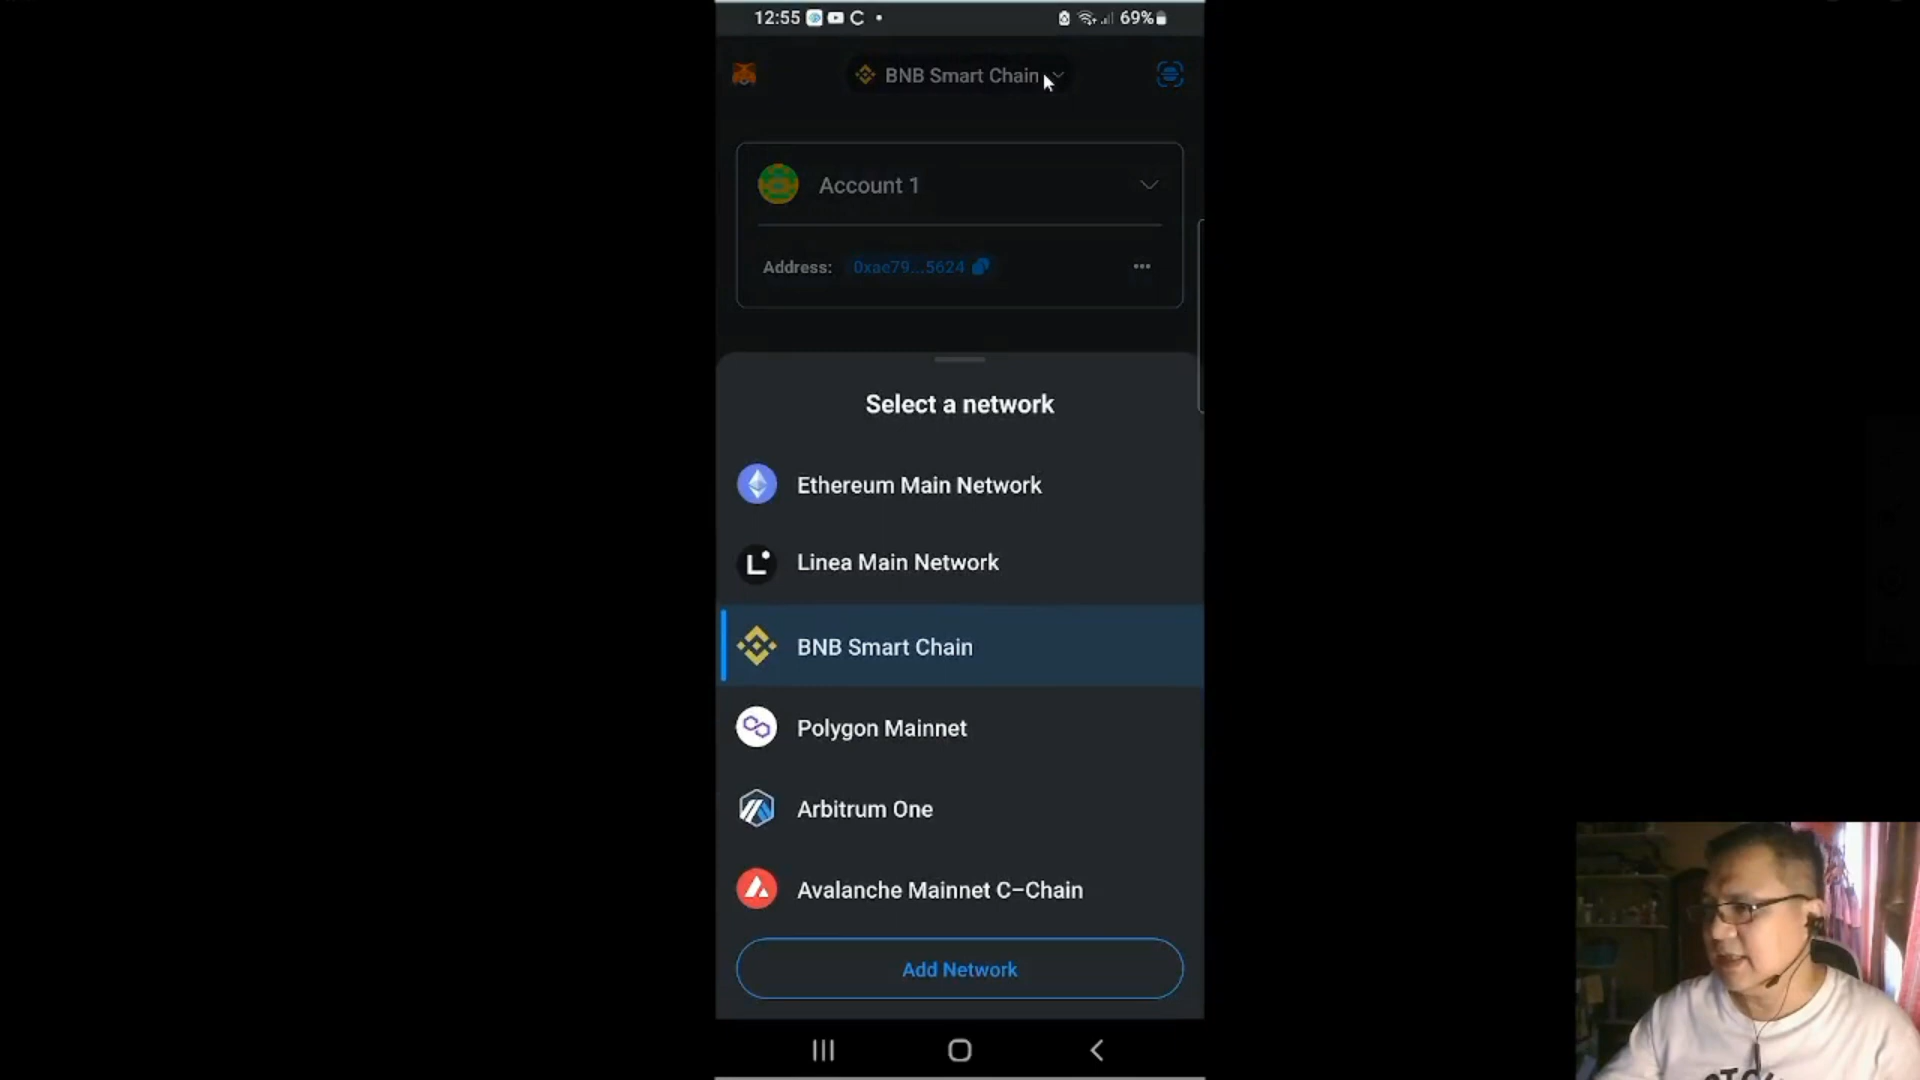 12:55
69%
BNB Smart Chain
Account 1
Address: 0xae79...5624
Select a network
Ethereum Main Network
Linea Main Network
BNB Smart Chain
Polygon Mainnet
Arbitrum One
Avalanche Mainnet C-Chain
Add Network